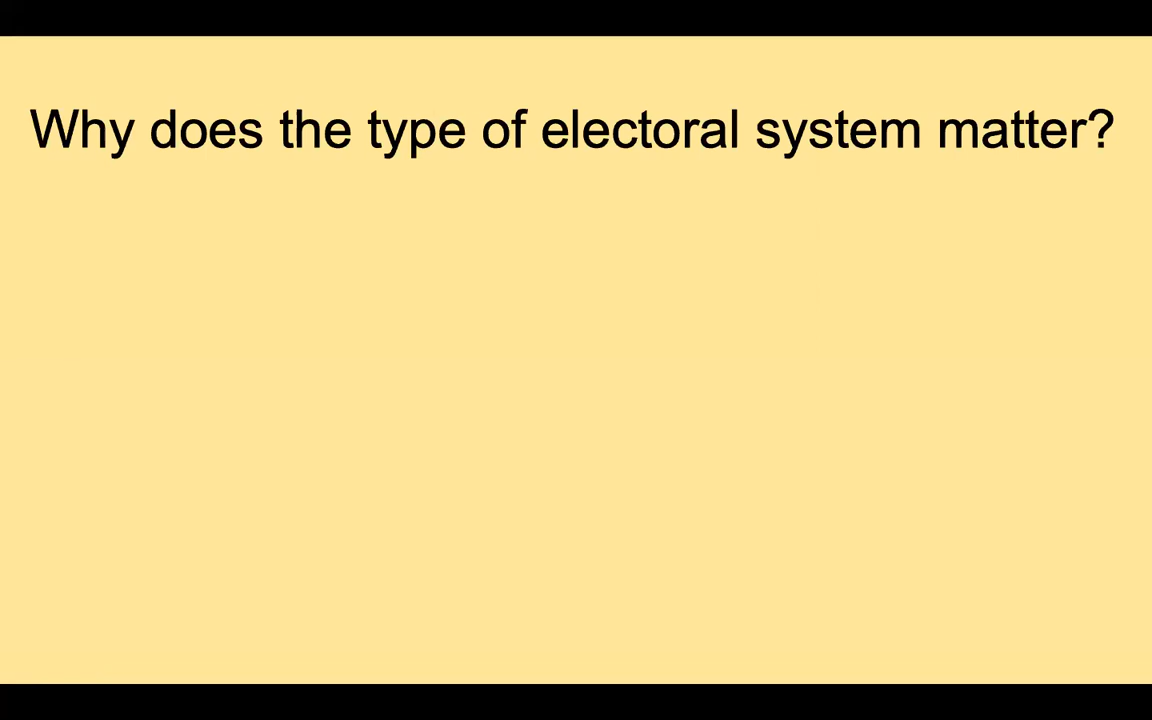 Why does the type of electoral system matter?